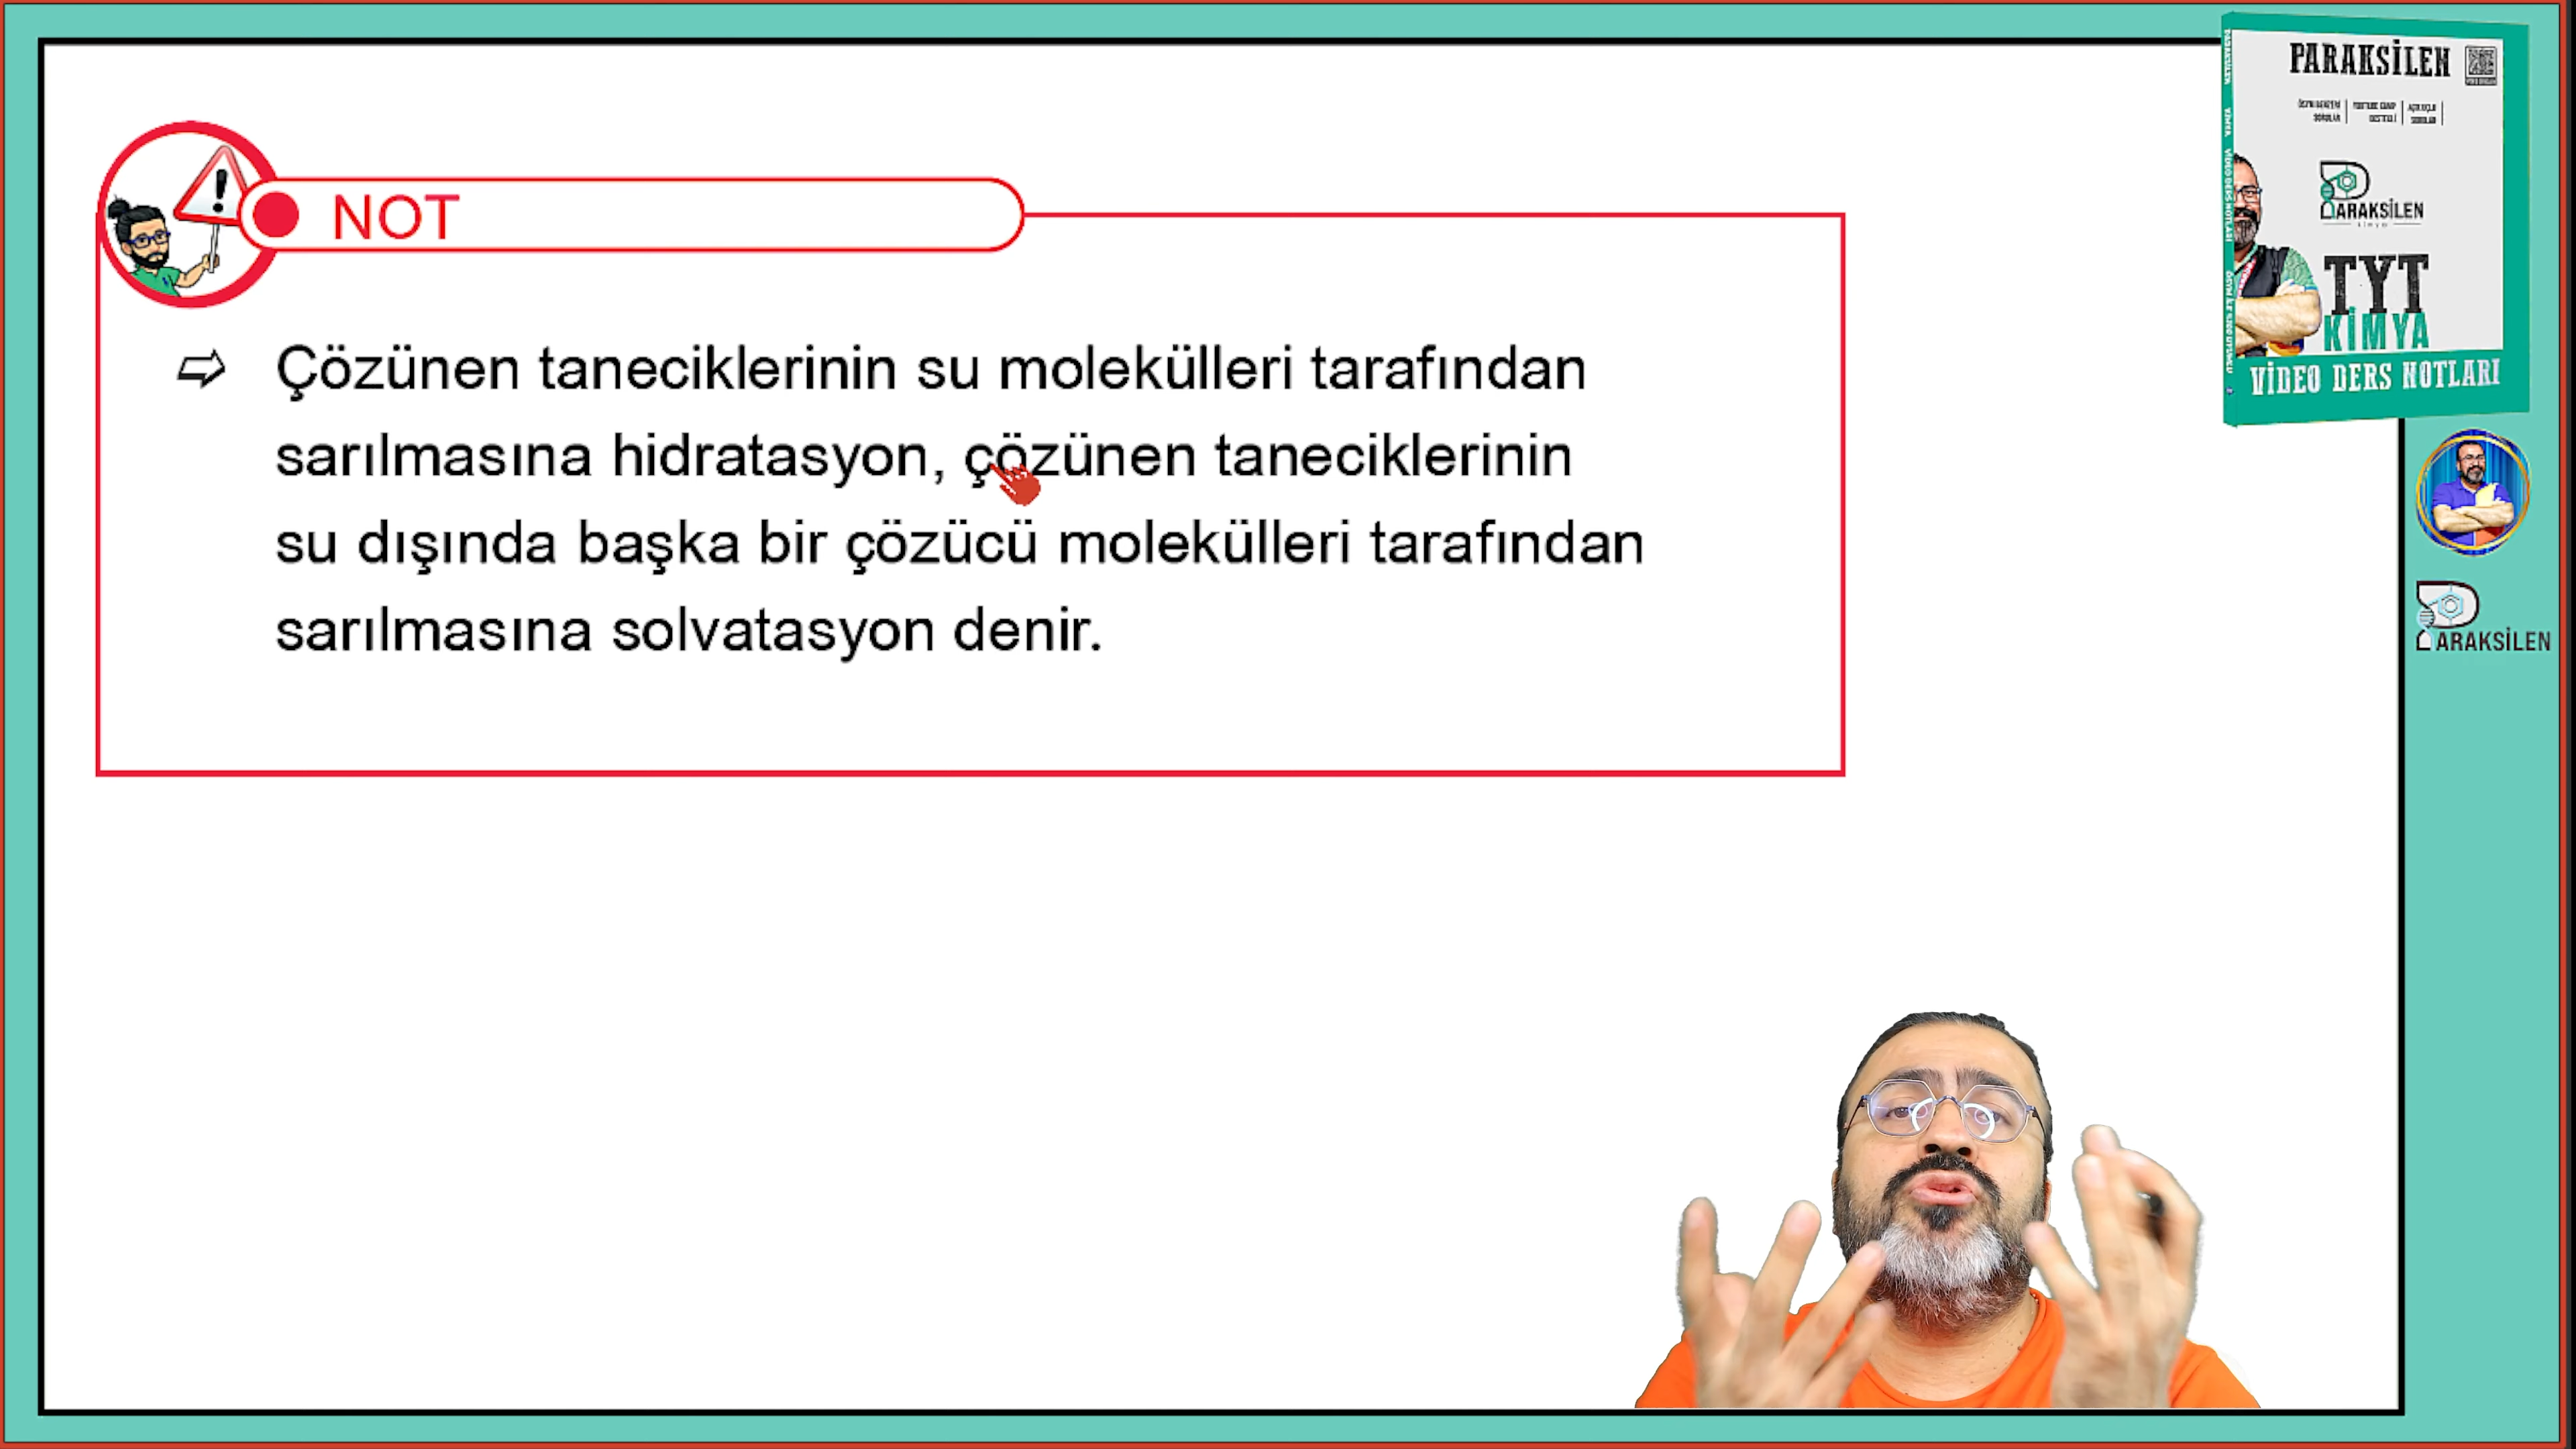 NOT
Çözünen taneciklerinin su molekülleri tarafından
sarılmasına hidratasyon, çözünen taneciklerinin
su dışında başka bir çözücü molekülleri tarafından
sarılmasına solvatasyon denir.
PARAKSİLEN
ARAKSİLEN
TYT
KİMYA
VİDEO DERS NOTLARI
ARAKSİLEN